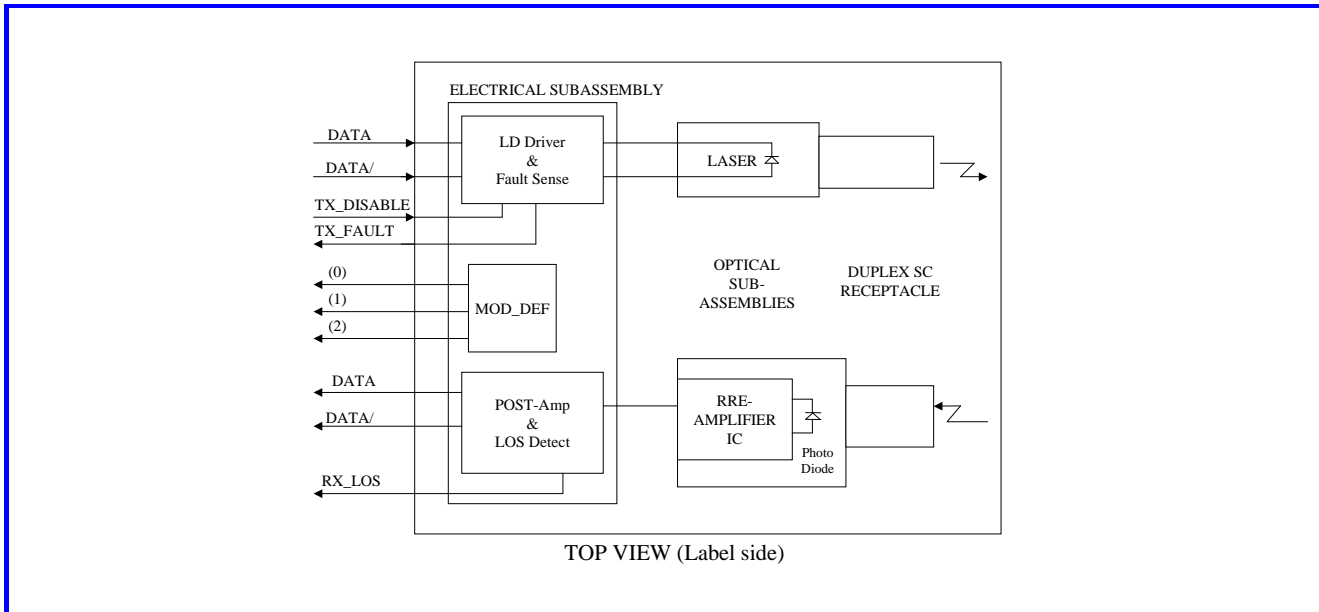 ELECTRICAL SUBASSEMBLY
DATA
DATA/
TX_DISABLE
TX_FAULT
LD Driver
&
Fault Sense
LASER
(0)
(1)
(2)
MOD_DEF
OPTICAL
SUB-
ASSEMBLIES
DUPLEX SC
RECEPTACLE
DATA
DATA/
RX_LOS
POST-Amp
&
LOS Detect
RRE-
AMPLIFIER
IC
Photo
Diode
TOP VIEW (Label side)